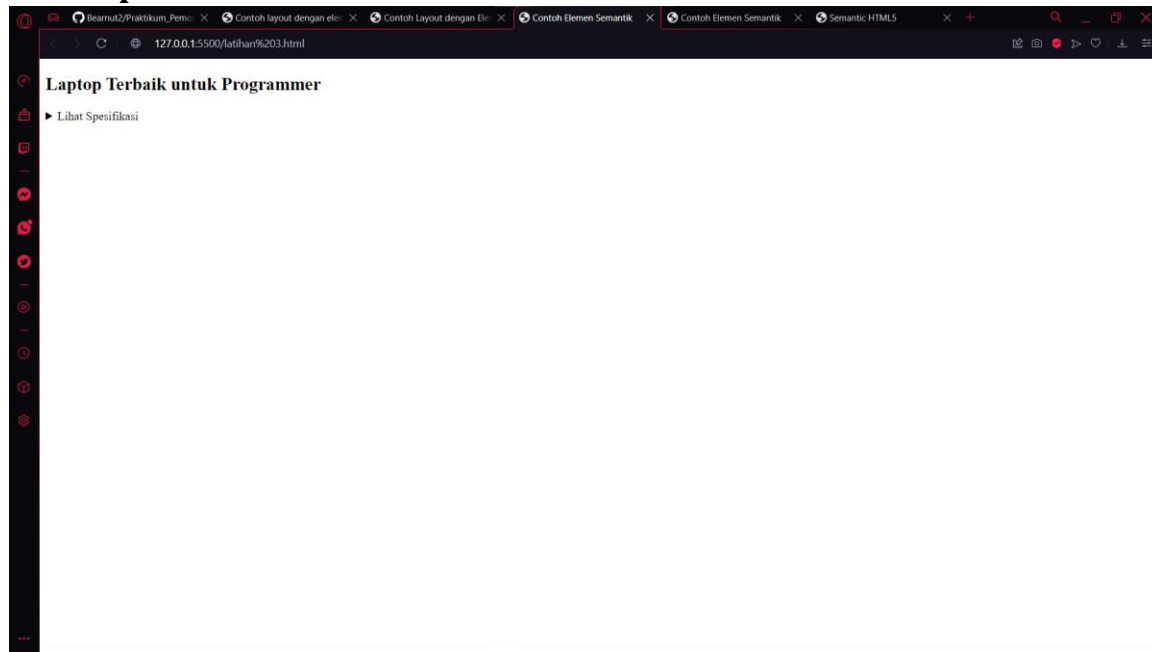 Bearnut2/Praktikum_Pemo
Contoh layout dengan elen
Contoh Layout dengan Ele
Contoh Elemen Semantik
Contoh Elemen Semantik
Semantic HTML5
127.0.0.1:5500/latihan%203.html
Laptop Terbaik untuk Programmer
▶ Lihat Spesifikasi